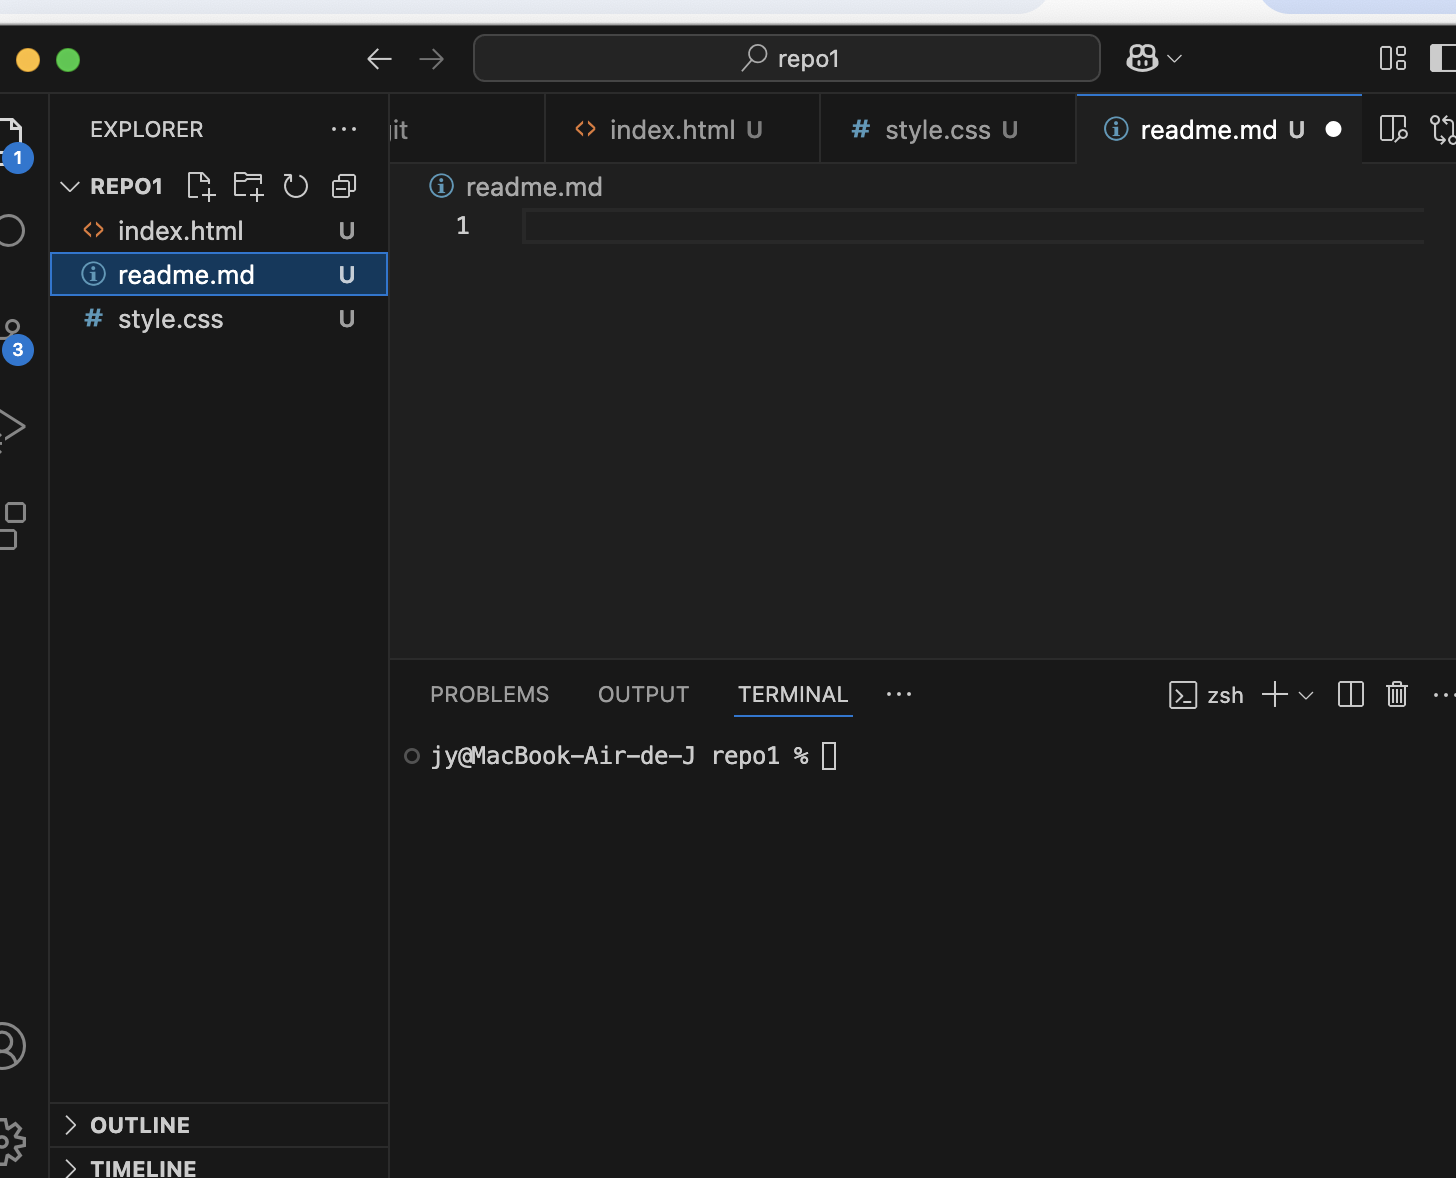 repo1
EXPLORER ···
git
index.html U
style.css U
readme.md U
1
REPO1
readme.md
index.html U
1
readme.md U
style.css U
3
PROBLEMS OUTPUT TERMINAL ···
zsh
jy@MacBook-Air-de-J repo1 %
OUTLINE
TIMELINE